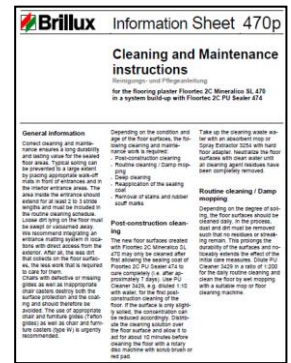 Brillux
Information Sheet 470p
Cleaning and Maintenance
instructions
Reinigungs- und Pflegeanleitung
for the flooring plaster Floortec 2C Mineralico SL 470
in a system build-up with Floortec 2C PU Sealer 474
General information
Correct cleaning and mainte-
nance ensures a long durability
and lasting value for the sealed
floor areas. Typical soiling can
be prevented to a large extent
by placing appropriate walk-off
mats in front of entrances and in
the interior entrance areas. The
area inside the entrance should
extend for at least 2 to 3 stride
lengths and must be included in
the routine cleaning schedule.
Loose dirt lying on the floor must
be swept or vacuumed away.
We recommend integrating an
entrance matting system in loca-
tions with direct access from the
exterior. After all, the less dirt
that collects on the floor surfac-
es, the less work that is required
to care for them.
Chairs with defective or missing
glides as well as inappropriate
chair castors destroy both the
surface protection and the coat-
ing and should therefore be
avoided. The use of appropriate
chair and furniture glides (Teflon
glides) as well as chair and furni-
ture castors (type W) is urgently
recommended.
Depending on the condition and
age of the floor surfaces, the fol-
lowing cleaning and mainte-
nance work is required:
- Post-construction cleaning
- Routine cleaning / Damp mop-
ping
- Deep cleaning
- Reapplication of the sealing
coat
- Removal of stains and rubber
scuff marks
Post-construction clean-
ing
The new floor surfaces created
with Floortec 2C Mineralico SL
470 may only be cleaned after
first allowing the sealing coat of
Floortec 2C PU Sealer 474 to
cure completely (i.e. after ap-
proximately 7 days). Use PU
Cleaner 3429, e.g. diluted 1:10
with water, for the first post-
construction cleaning of the
floor. If the surface is only slight-
ly soiled, the concentration can
be reduced accordingly. Distrib-
ute the cleaning solution over
the floor surface and allow it to
act for about 10 minutes before
cleaning the floor with a rotary
disc machine with scrub brush or
red pad.
Take up the cleaning waste wa-
ter with an absorbent mop or
Spray Extractor 3254 with hard
floor adapter. Neutralize the floor
surfaces with clean water until
all cleaning agent residues have
been completely removed.
Routine cleaning / Damp
mopping
Depending on the degree of soil-
ing, the floor surfaces should be
cleaned daily. In the process,
dust and dirt must be removed
such that no residues or streak-
ing remain. This prolongs the
durability of the surfaces and no-
ticeably extends the effect of the
initial care measures. Dilute PU
Cleaner 3429 in a ratio of 1:200
for the daily routine cleaning and
clean the floor by wet mopping
with a suitable mop or floor
cleaning machine.